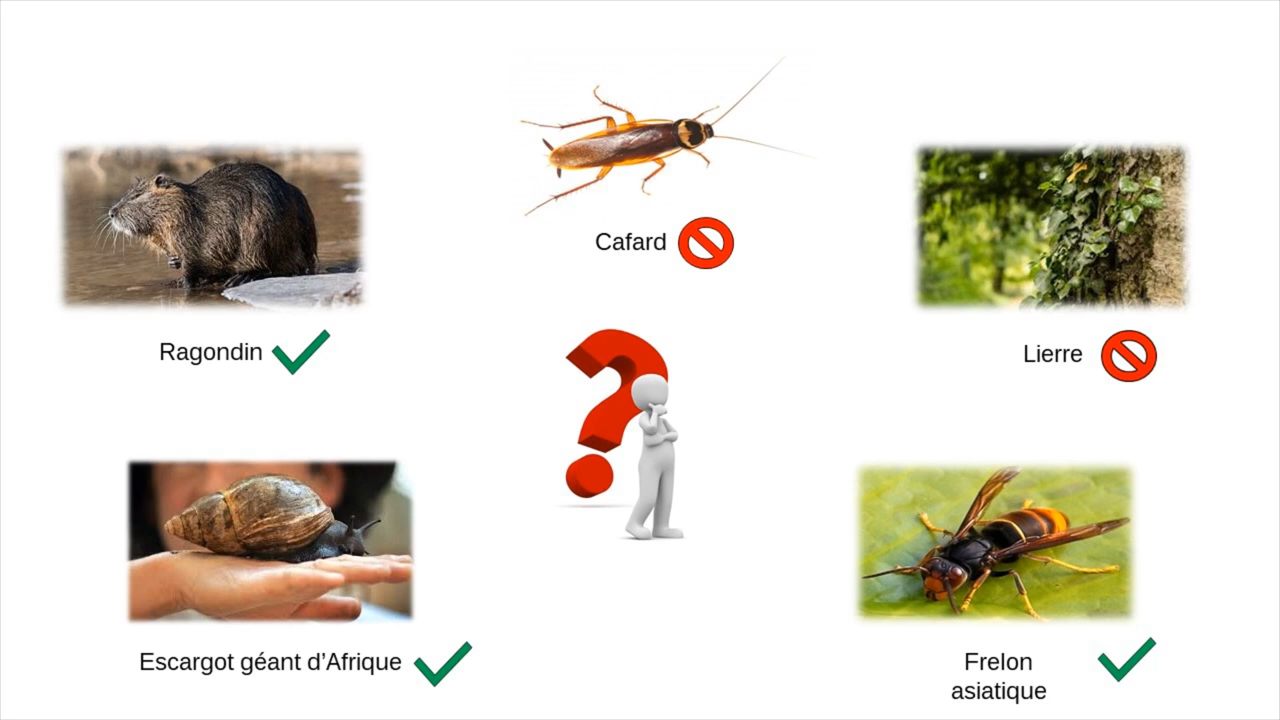 Cafard
Ragondin
Lierre
Escargot géant d’Afrique
Frelon
asiatique